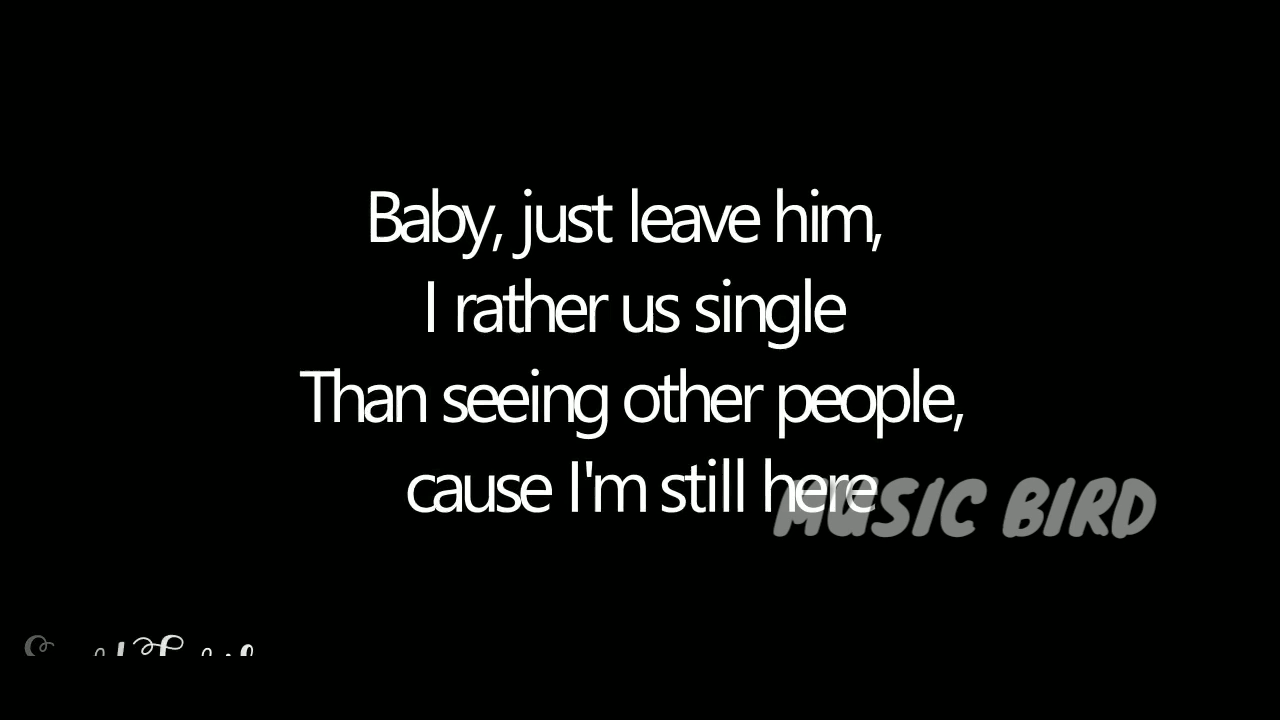 Baby, just leave him,
I rather us single
Than seeing other people,
cause I'm still here
MUSIC BIRD